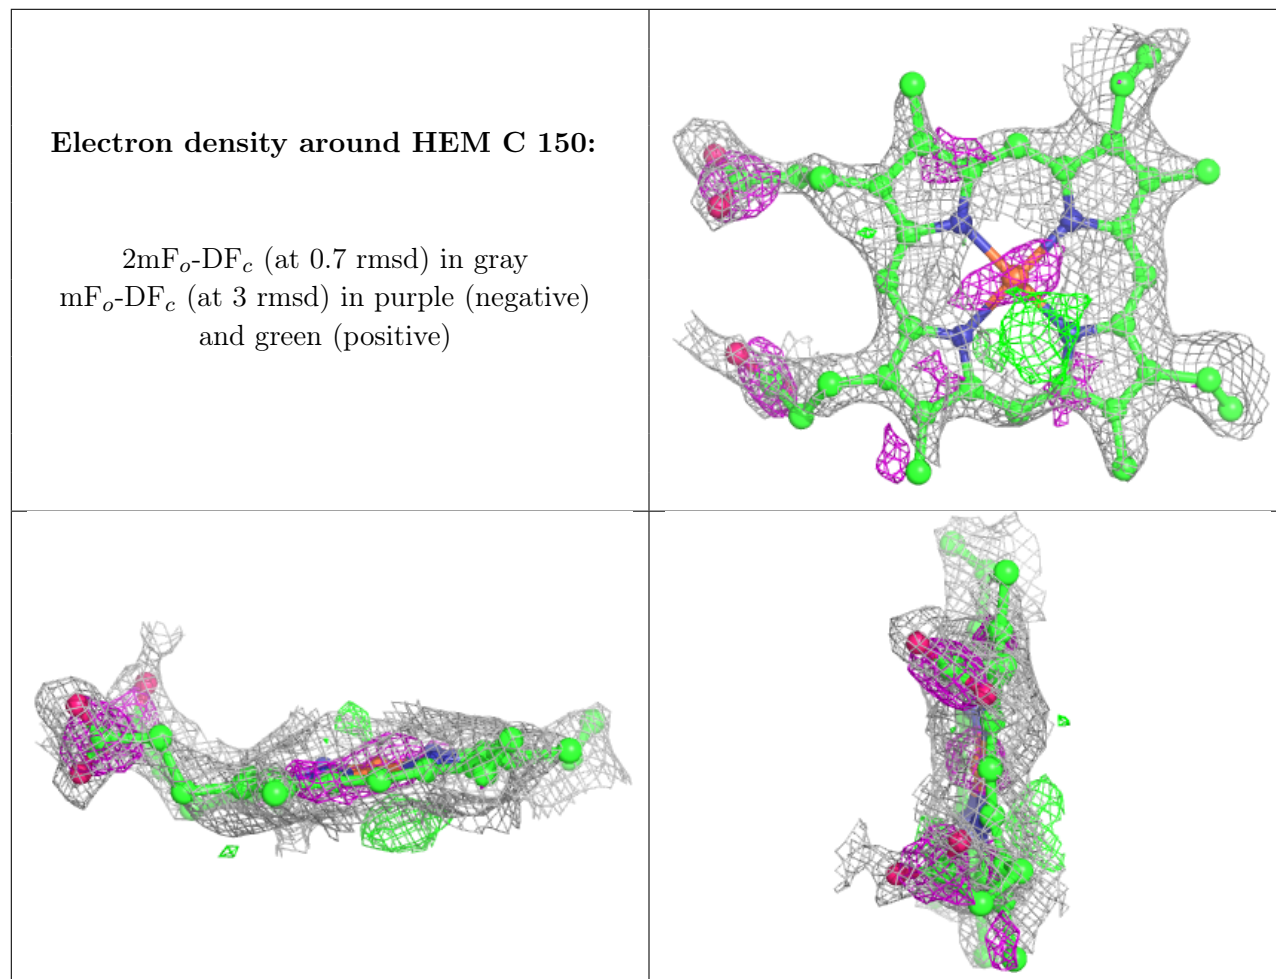 Electron density around HEM C 150:
2mFo-DFc (at 0.7 rmsd) in gray
mFo-DFc (at 3 rmsd) in purple (negative)
and green (positive)